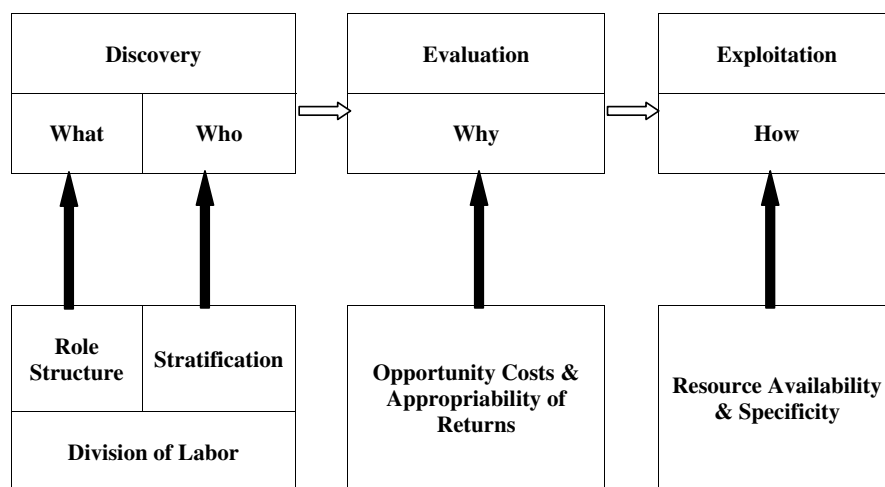 Discovery
Evaluation
Exploitation
What
Who
Why
How
Role
Structure
Stratification
Division of Labor
Opportunity Costs &
Appropriability of
Returns
Resource Availability
& Specificity